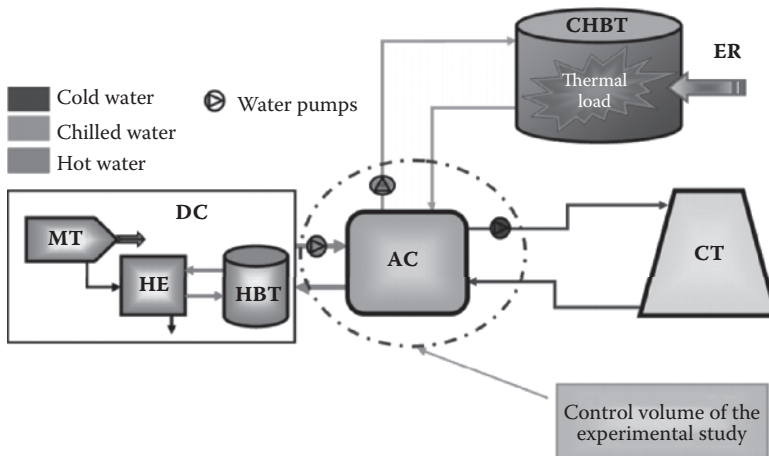 CHBT
ER
Thermal
load
Cold water
Chilled water
Hot water
Water pumps
DC
MT
HE
HBT
AC
CT
Control volume of the
experimental study